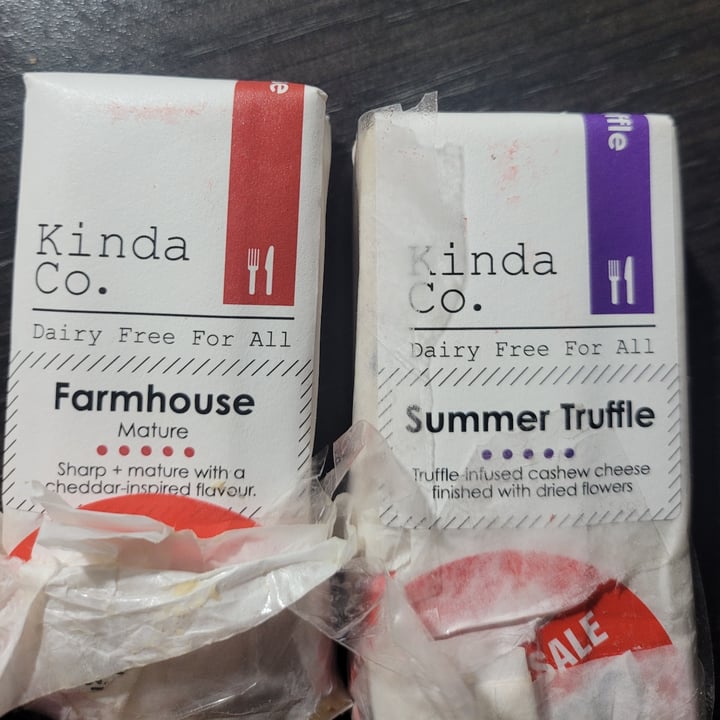 Kinda
Co.
Dairy Free For All
Farmhouse
Mature
Sharp + mature with a
cheddar-inspired flavour.
ffle
Kinda
Co.
Dairy Free For All
Summer Truffle
Truffle-infused cashew cheese
finished with dried flowers
SALE